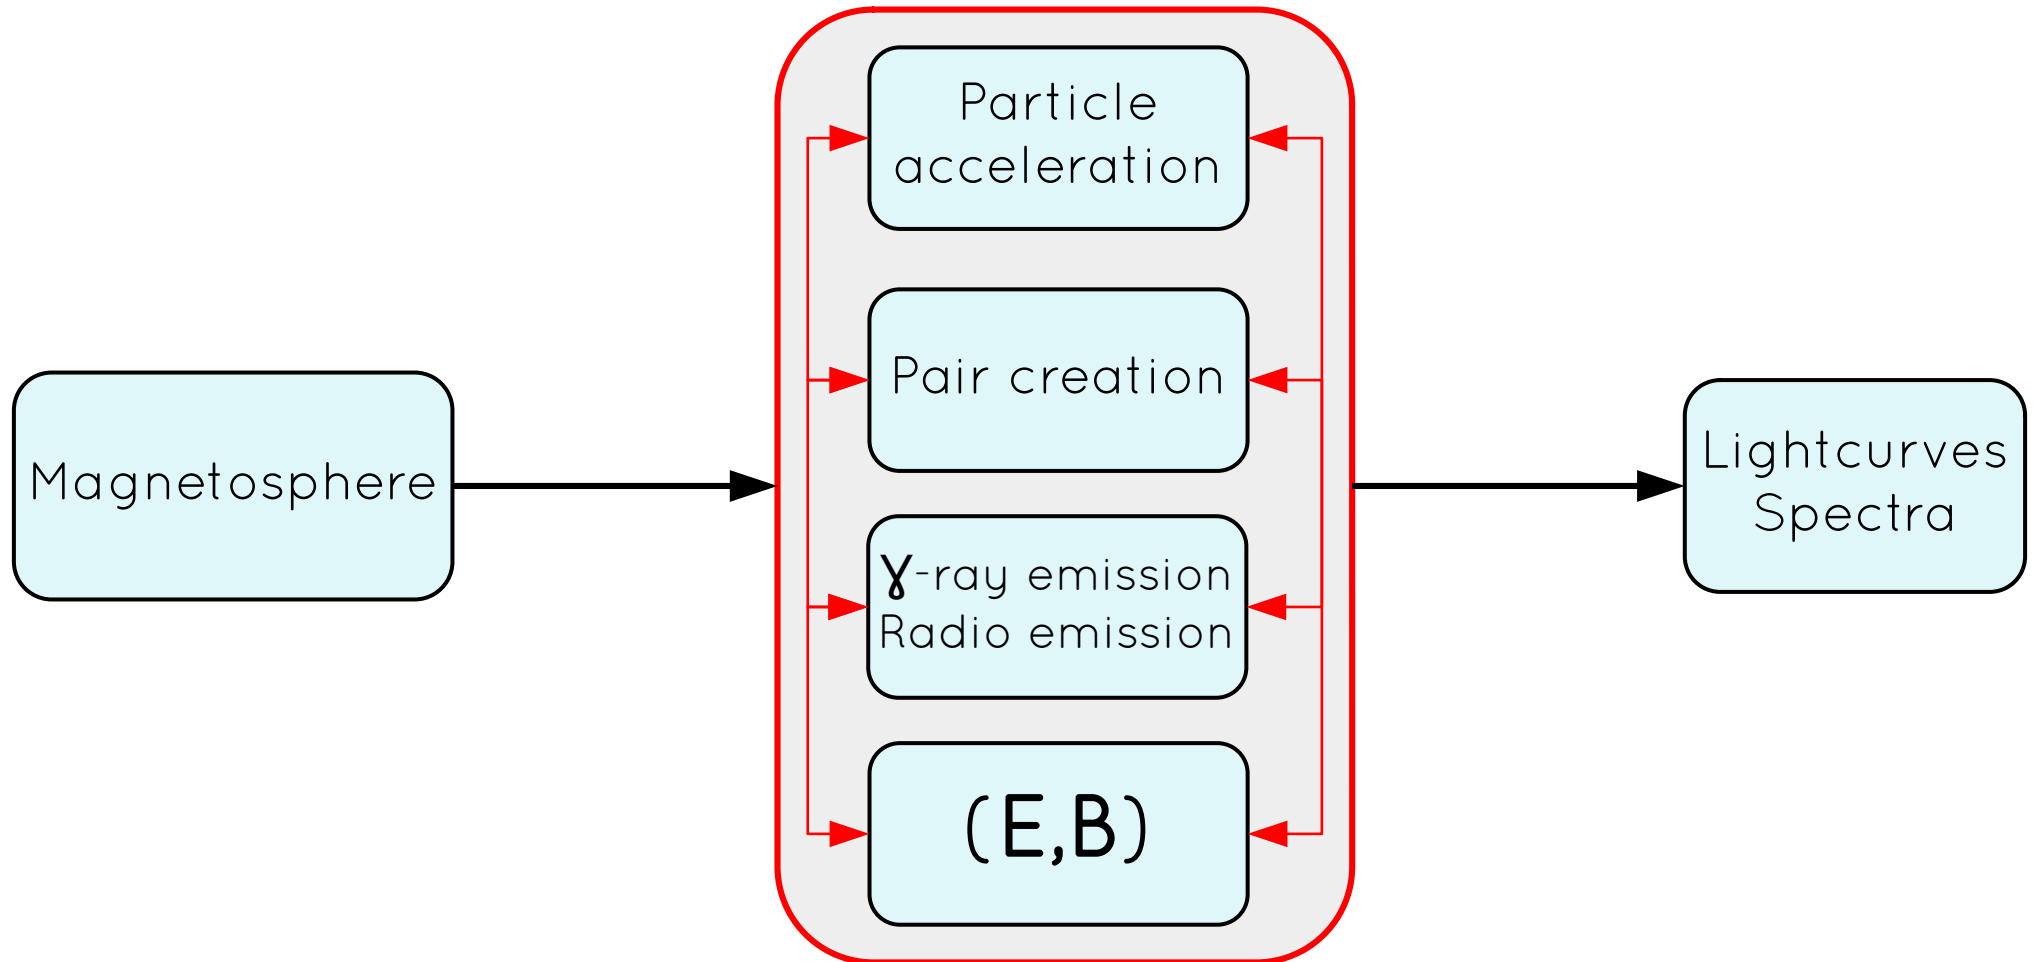 Magnetosphere
Particle
acceleration
Pair creation
γ-ray emission
Radio emission
(E,B)
Lightcurves
Spectra